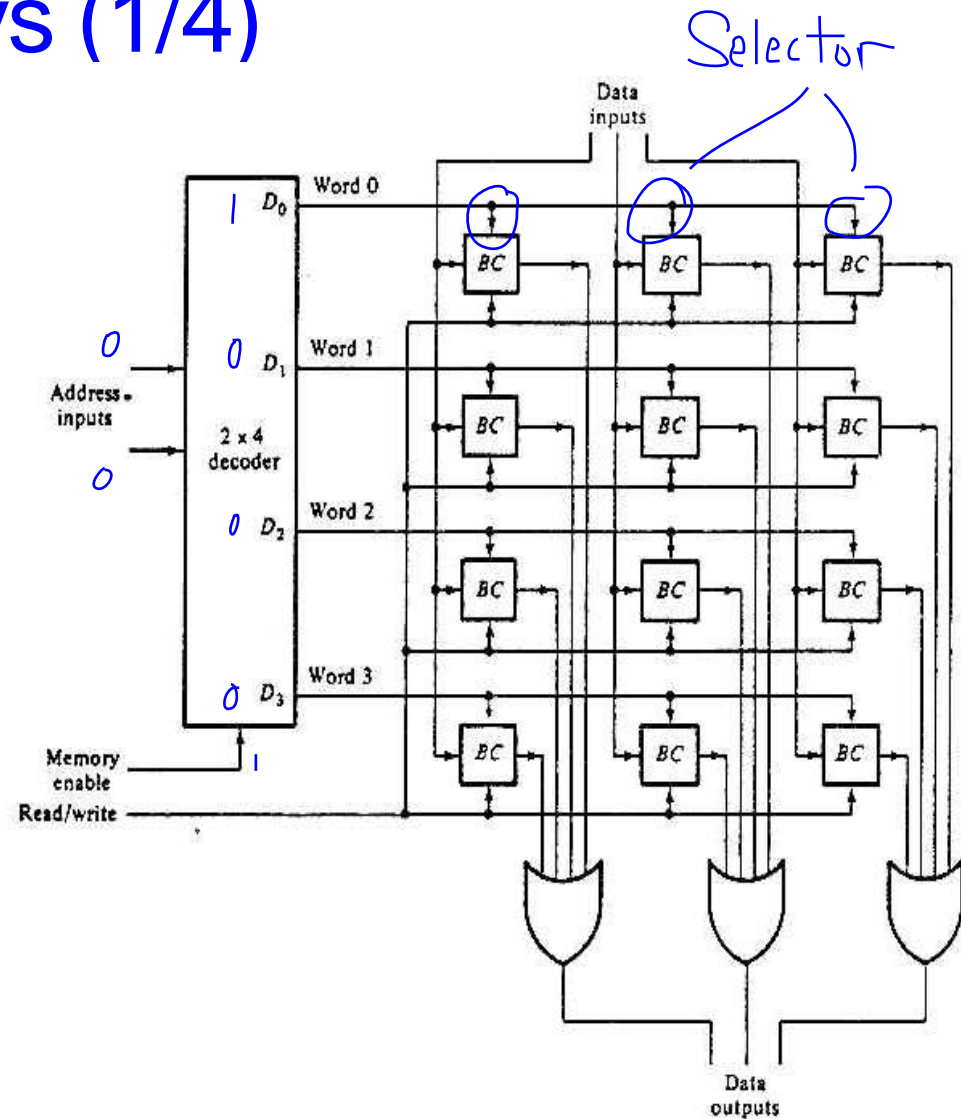 ys (1/4)
Selector
Data
inputs
Word 0
1 D0
BC BC BC
0
Word 1
0 D1
Address
inputs
BC BC BC
2 x 4
decoder
0
Word 2
0 D2
BC BC BC
Word 3
0 D3
BC BC BC
Memory
enable
1
Read/write
Data
outputs